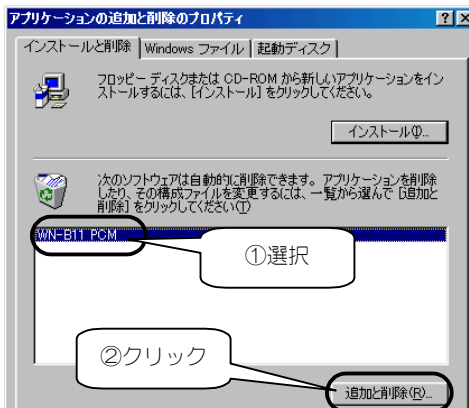 アプリケーションの追加と削除のプロパティ
インストールと削除 Windows ファイル 起動ディスク
フロッピー ディスクまたは CD-ROM から新しいアプリケーションをイン
ストールするには、[インストール] をクリックしてください。
インストール(I)...
次のソフトウェアは自動的に削除できます。アプリケーションを削除
したり、その構成ファイルを変更するには、一覧から選んで [追加と
削除] をクリックしてください(T)
WN-B11 PCM
①選択
②クリック
追加と削除(R)...